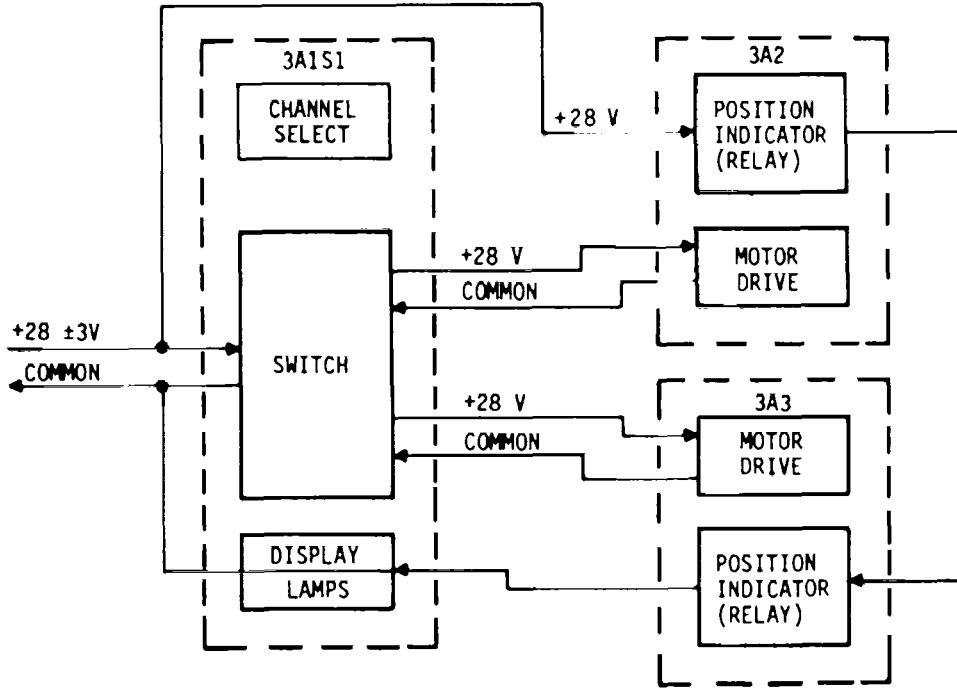 3A1S1
CHANNEL
SELECT
+28 V
3A2
POSITION
INDICATOR
(RELAY)
+28 V
COMMON
MOTOR
DRIVE
+28 ±3V
COMMON
SWITCH
+28 V
COMMON
3A3
MOTOR
DRIVE
DISPLAY
LAMPS
POSITION
INDICATOR
(RELAY)